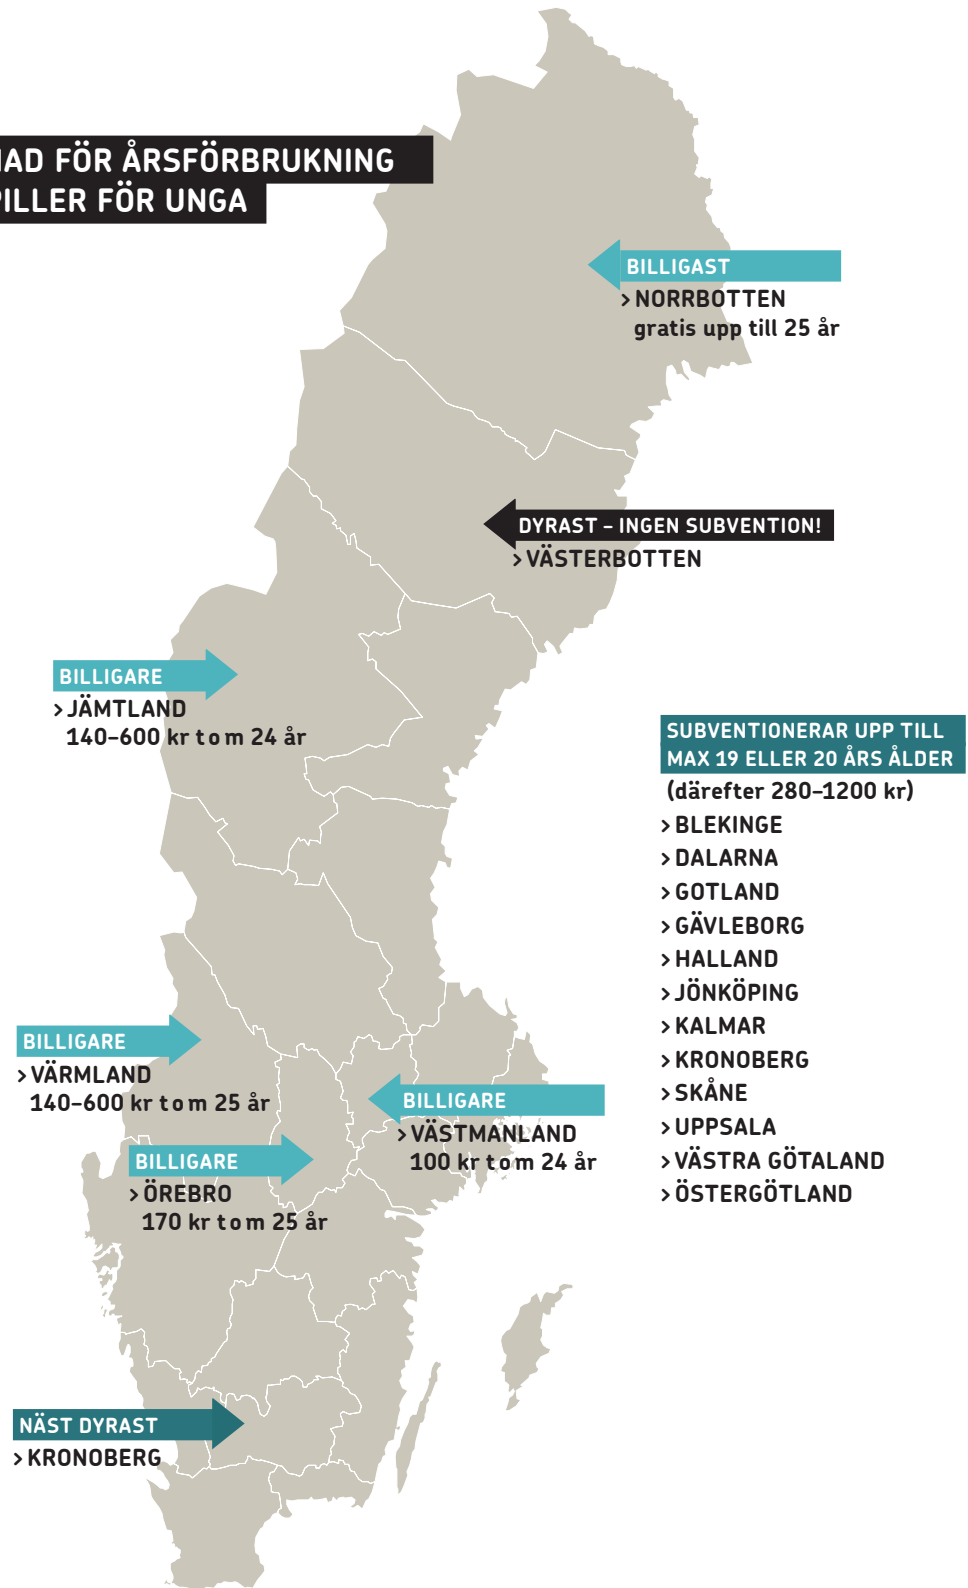 FÖR ÅRSFÖRBRUKNING
FÖR UNGA
BILLIGAST
> NORRBOTTEN
gratis upp till 25 år
DYRAST – INGEN SUBVENTION!
> VÄSTERBOTTEN
BILLIGARE
> JÄMTLAND
140–600 kr t o m 24 år
SUBVENTIONERAR UPP TILL
MAX 19 ELLER 20 ÅRS ÅLDER
(därefter 280–1200 kr)
> BLEKINGE
> DALARNA
> GOTLAND
> GÄVLEBORG
> HALLAND
> JÖNKÖPING
> KALMAR
> KRONOBERG
> SKÅNE
> UPPSALA
> VÄSTRA GÖTALAND
> ÖSTERGÖTLAND
BILLIGARE
> VÄRMLAND
140–600 kr t o m 25 år
BILLIGARE
> VÄSTMANLAND
100 kr t o m 24 år
BILLIGARE
> ÖREBRO
170 kr t o m 25 år
NÄST DYRAST
> KRONOBERG